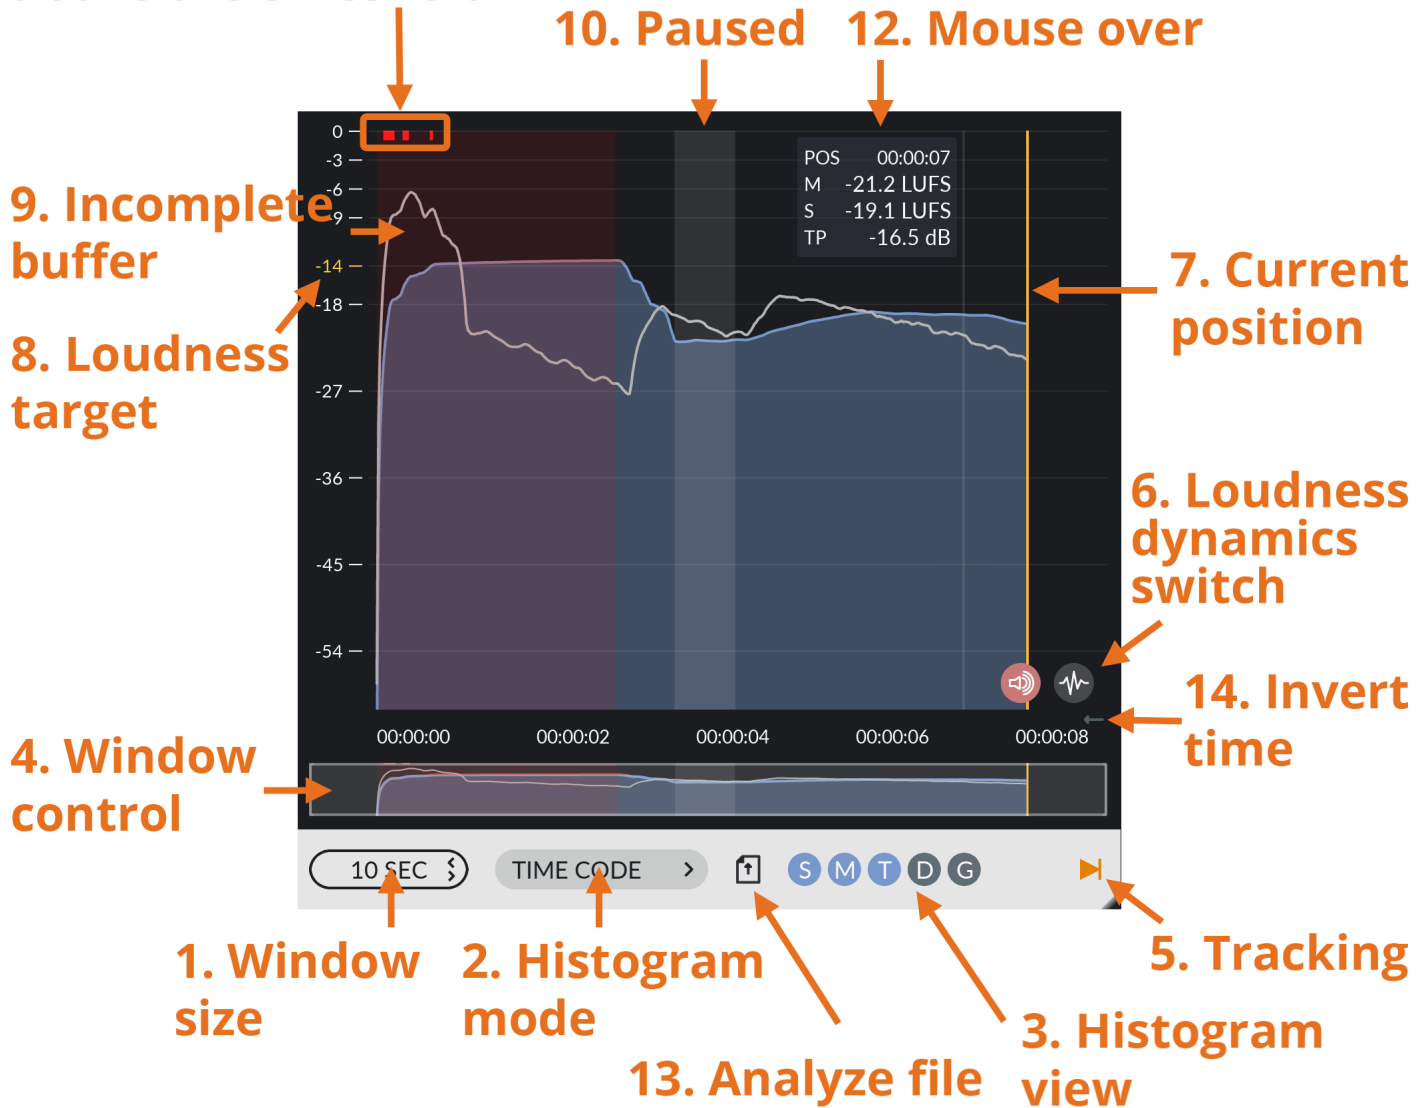 10. Paused
12. Mouse over
0
-3
-6
-9
-14
-18
-27
-36
-45
-54
POS 00:00:07
M -21.2 LUFS
S -19.1 LUFS
TP -16.5 dB
9. Incomplete
buffer
8. Loudness
target
7. Current
position
6. Loudness
dynamics
switch
14. Invert
time
00:00:00
00:00:02
00:00:04
00:00:06
00:00:08
4. Window
control
10 SEC
TIME CODE
S M T D G
1. Window
size
2. Histogram
mode
5. Tracking
13. Analyze file
3. Histogram
view